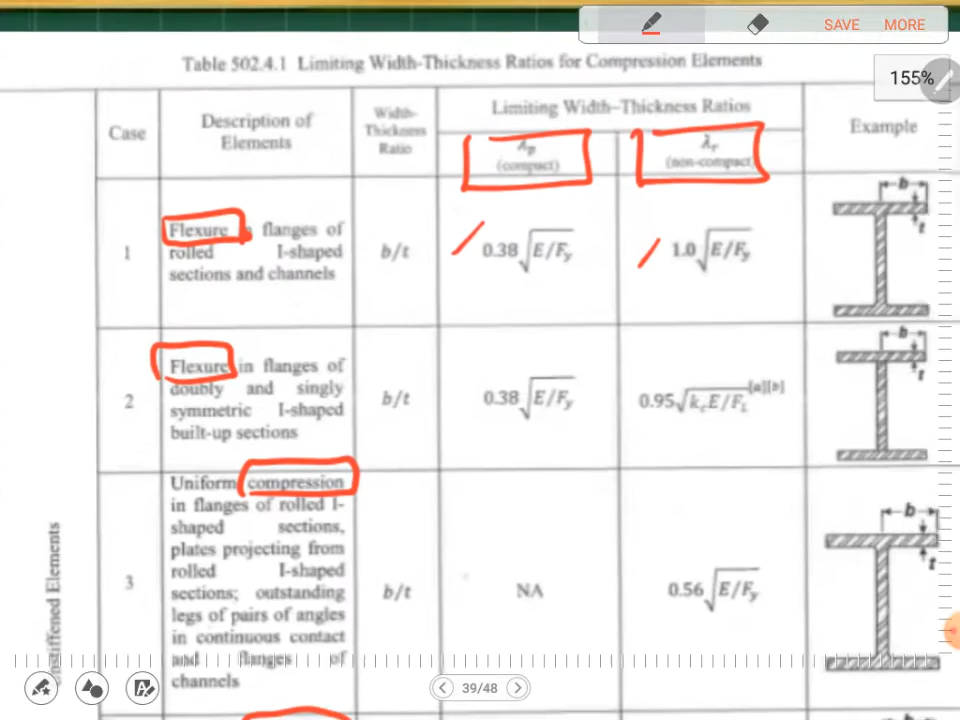 SAVE MORE
155%
Table 502.4.1 Limiting Width-Thickness Ratios for Compression Elements
Case
Description of
Elements
Width-
Thickness
Ratio
Limiting Width–Thickness Ratios
λp
(compact)
λr
(non-compact)
Example
1
Flexure flanges of
rolled I-shaped
sections and channels
b/t
0.38 √E/Fy
1.0 √E/Fy
b
t
2
Flexure in flanges of
doubly and singly
symmetric I-shaped
built-up sections
b/t
0.38 √E/Fy
0.95√kcE/FL [a][b]
b
t
3
Uniform compression
in flanges of rolled I-
shaped sections,
plates projecting from
rolled I-shaped
sections; outstanding
legs of pairs of angles
in continuous contact
and flanges of
channels
b/t
NA
0.56 √E/Fy
b
t
Elements
39/48